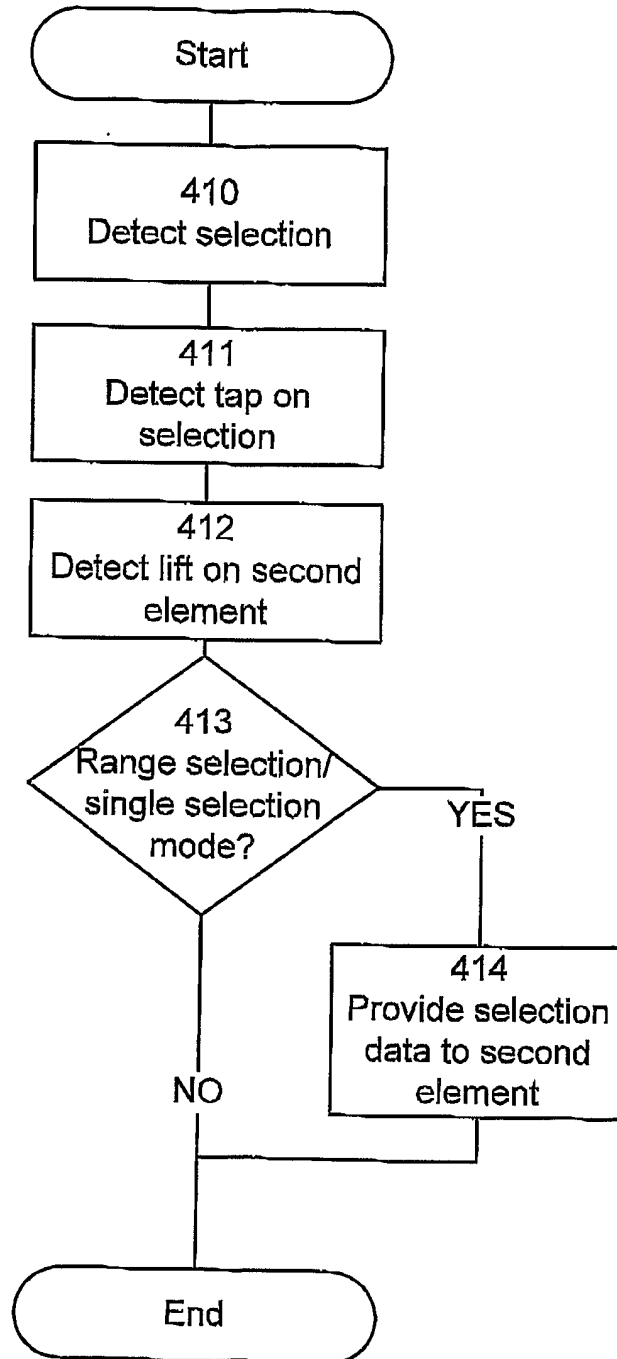 Start
410
Detect selection
411
Detect tap on
selection
412
Detect lift on second
element
413
Range selection/
single selection
mode?
YES
414
Provide selection
data to second
element
NO
End